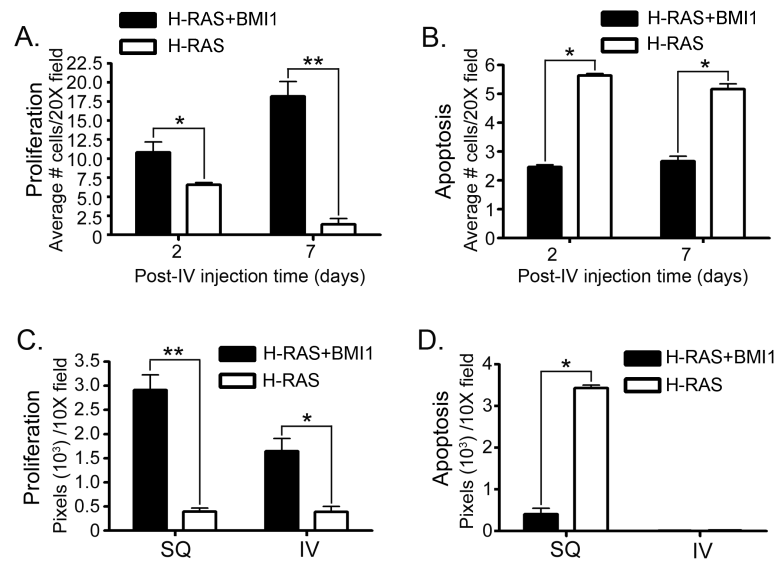 A.
H-RAS+BMI1
H-RAS
Proliferation
Average # cells/20X field
22.5
20.0
17.5
15.0
12.5
10.0
7.5
5.0
2.5
0
*
**
2
7
Post-IV injection time (days)
B.
H-RAS+BMI1
H-RAS
Apoptosis
Average # cells/20X field
6
5
4
3
2
1
0
*
*
2
7
Post-IV injection time (days)
C.
H-RAS+BMI1
H-RAS
Proliferation
Pixels (10³) /10X field
3.5
3.0
2.5
2.0
1.5
1.0
0.5
0
**
*
SQ
IV
D.
H-RAS+BMI1
H-RAS
Apoptosis
Pixels (10³) /10X field
4
3
2
1
0
*
SQ
IV